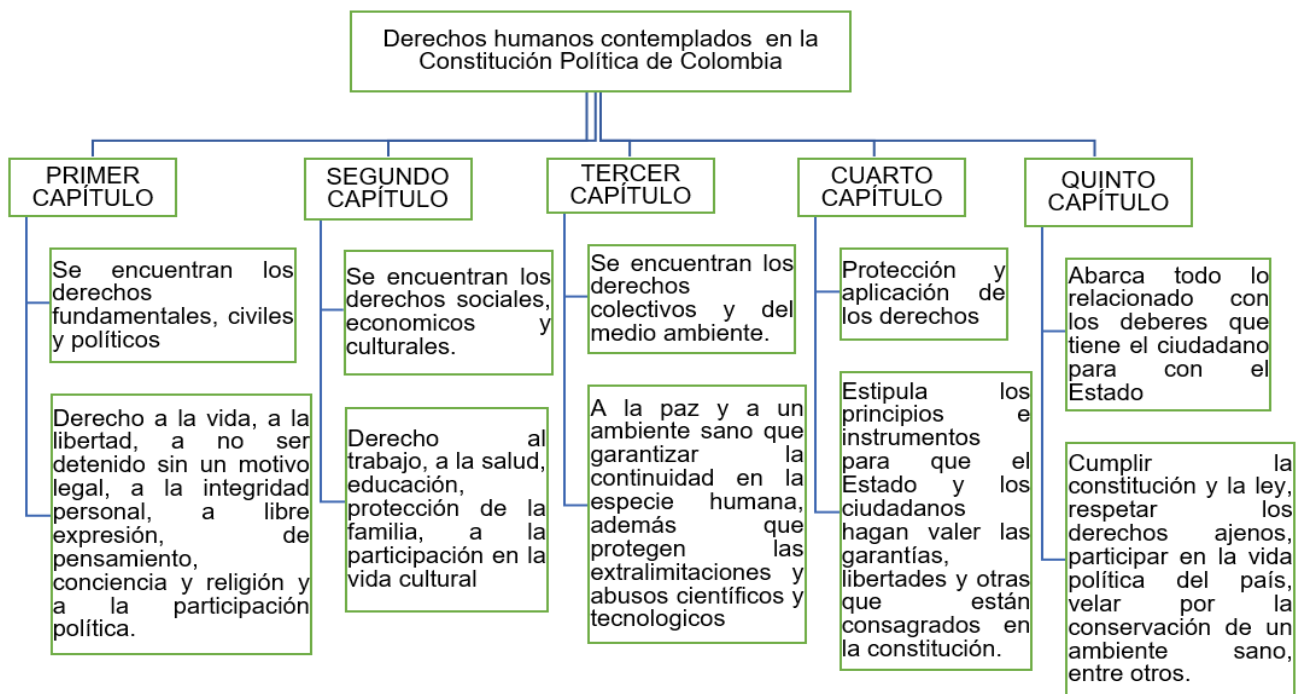 Derechos humanos contemplados en la
Constitución Política de Colombia
PRIMER
CAPÍTULO
Se encuentran los
derechos
fundamentales, civiles
y políticos
Derecho a la vida, a la
libertad, a no ser
detenido sin un motivo
legal, a la integridad
personal, a libre
expresión, de
pensamiento,
conciencia y religión y
a la participación
política.
SEGUNDO
CAPÍTULO
Se encuentran los
derechos sociales,
economicos y
culturales.
Derecho al
trabajo, a la salud,
educación,
protección de la
familia, a la
participación en la
vida cultural
TERCER
CAPÍTULO
Se encuentran los
derechos
colectivos y del
medio ambiente.
A la paz y a un
ambiente sano que
garantizar la
continuidad en la
especie humana,
además que
protegen las
extralimitaciones y
abusos científicos y
tecnologicos
CUARTO
CAPÍTULO
Protección y
aplicación de
los derechos
Estipula los
principios e
instrumentos
para que el
Estado y los
ciudadanos
hagan valer las
garantías,
libertades y otras
que están
consagrados en
la constitución.
QUINTO
CAPÍTULO
Abarca todo lo
relacionado con
los deberes que
tiene el ciudadano
para con el
Estado
Cumplir la
constitución y la ley,
respetar los
derechos ajenos,
participar en la vida
política del país,
velar por la
conservación de un
ambiente sano,
entre otros.